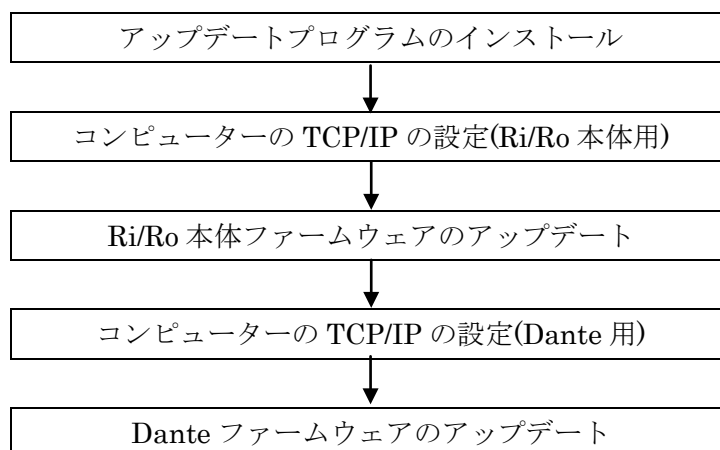 アップデートプログラムのインストール
コンピューターの TCP/IP の設定(Ri/Ro 本体用)
Ri/Ro 本体ファームウェアのアップデート
コンピューターの TCP/IP の設定(Dante 用)
Dante ファームウェアのアップデート